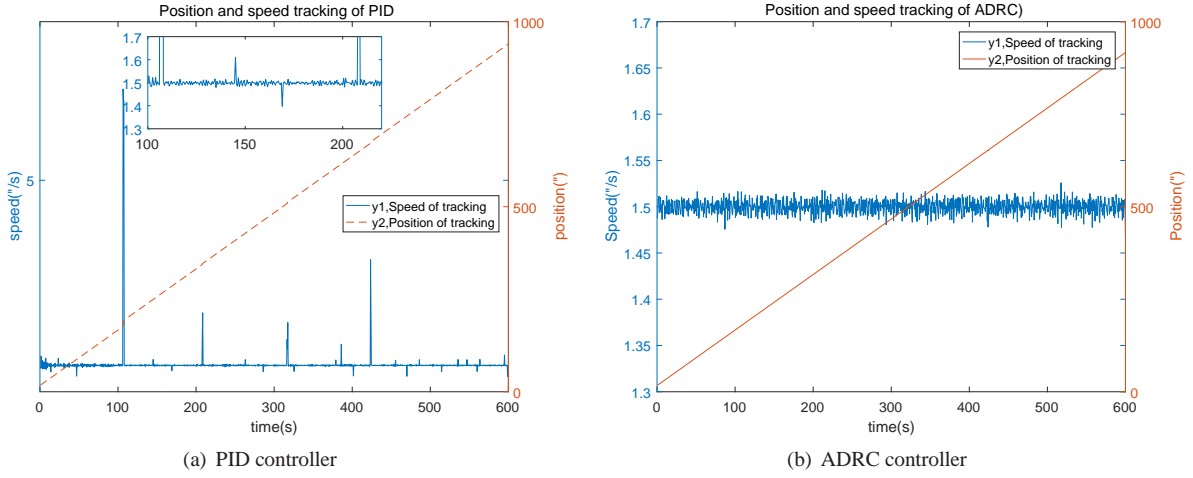 Position and speed tracking of PID
1000
1.7
1.6
1.5
1.4
1.3
100
150
200
5
speed("/s)
y1,Speed of tracking
y2,Position of tracking
500
position(")
0
0
100
200
300
400
500
600
time(s)
(a) PID controller
Position and speed tracking of ADRC)
1.7
1.65
1.6
1.55
1.5
1.45
1.4
1.35
1.3
Speed("/s)
y1,Speed of tracking
y2,Position of tracking
1000
500
0
Position(")
0
100
200
300
400
500
600
time(s)
(b) ADRC controller